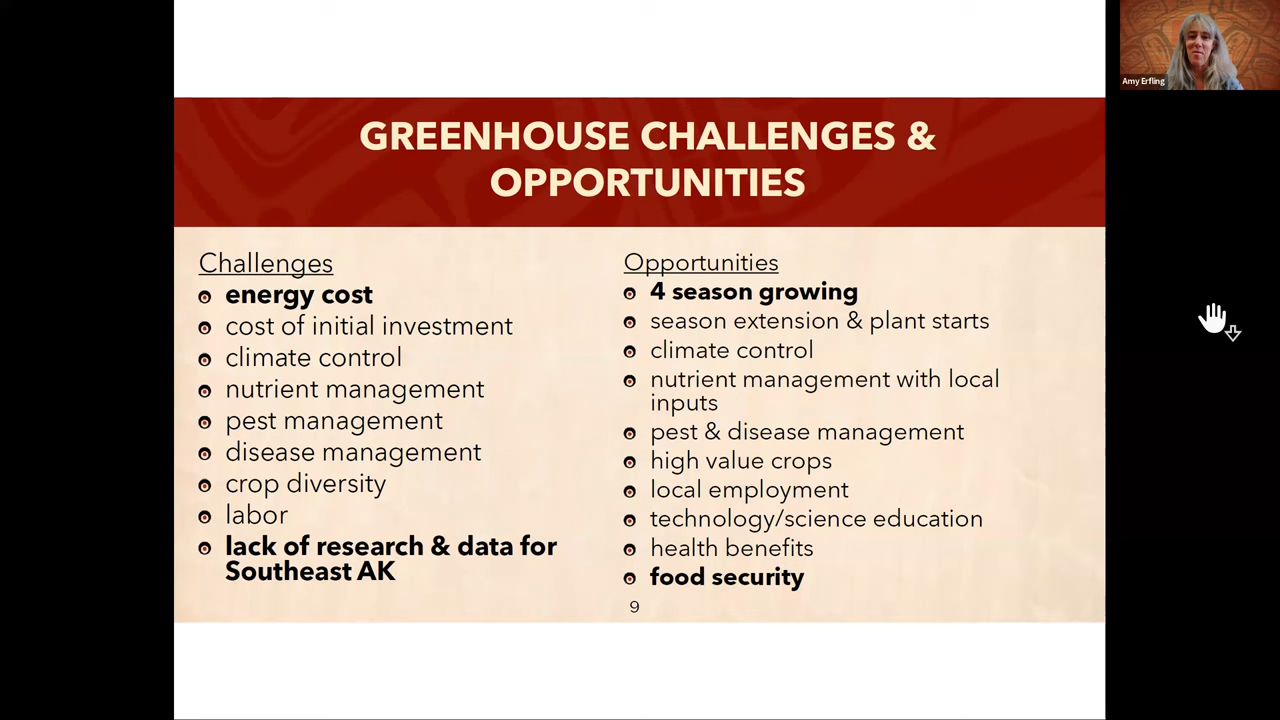 GREENHOUSE CHALLENGES &
OPPORTUNITIES
Challenges
energy cost
cost of initial investment
climate control
nutrient management
pest management
disease management
crop diversity
labor
lack of research & data for
Southeast AK
Opportunities
4 season growing
season extension & plant starts
climate control
nutrient management with local
inputs
pest & disease management
high value crops
local employment
technology/science education
health benefits
food security
9
Amy Erfling